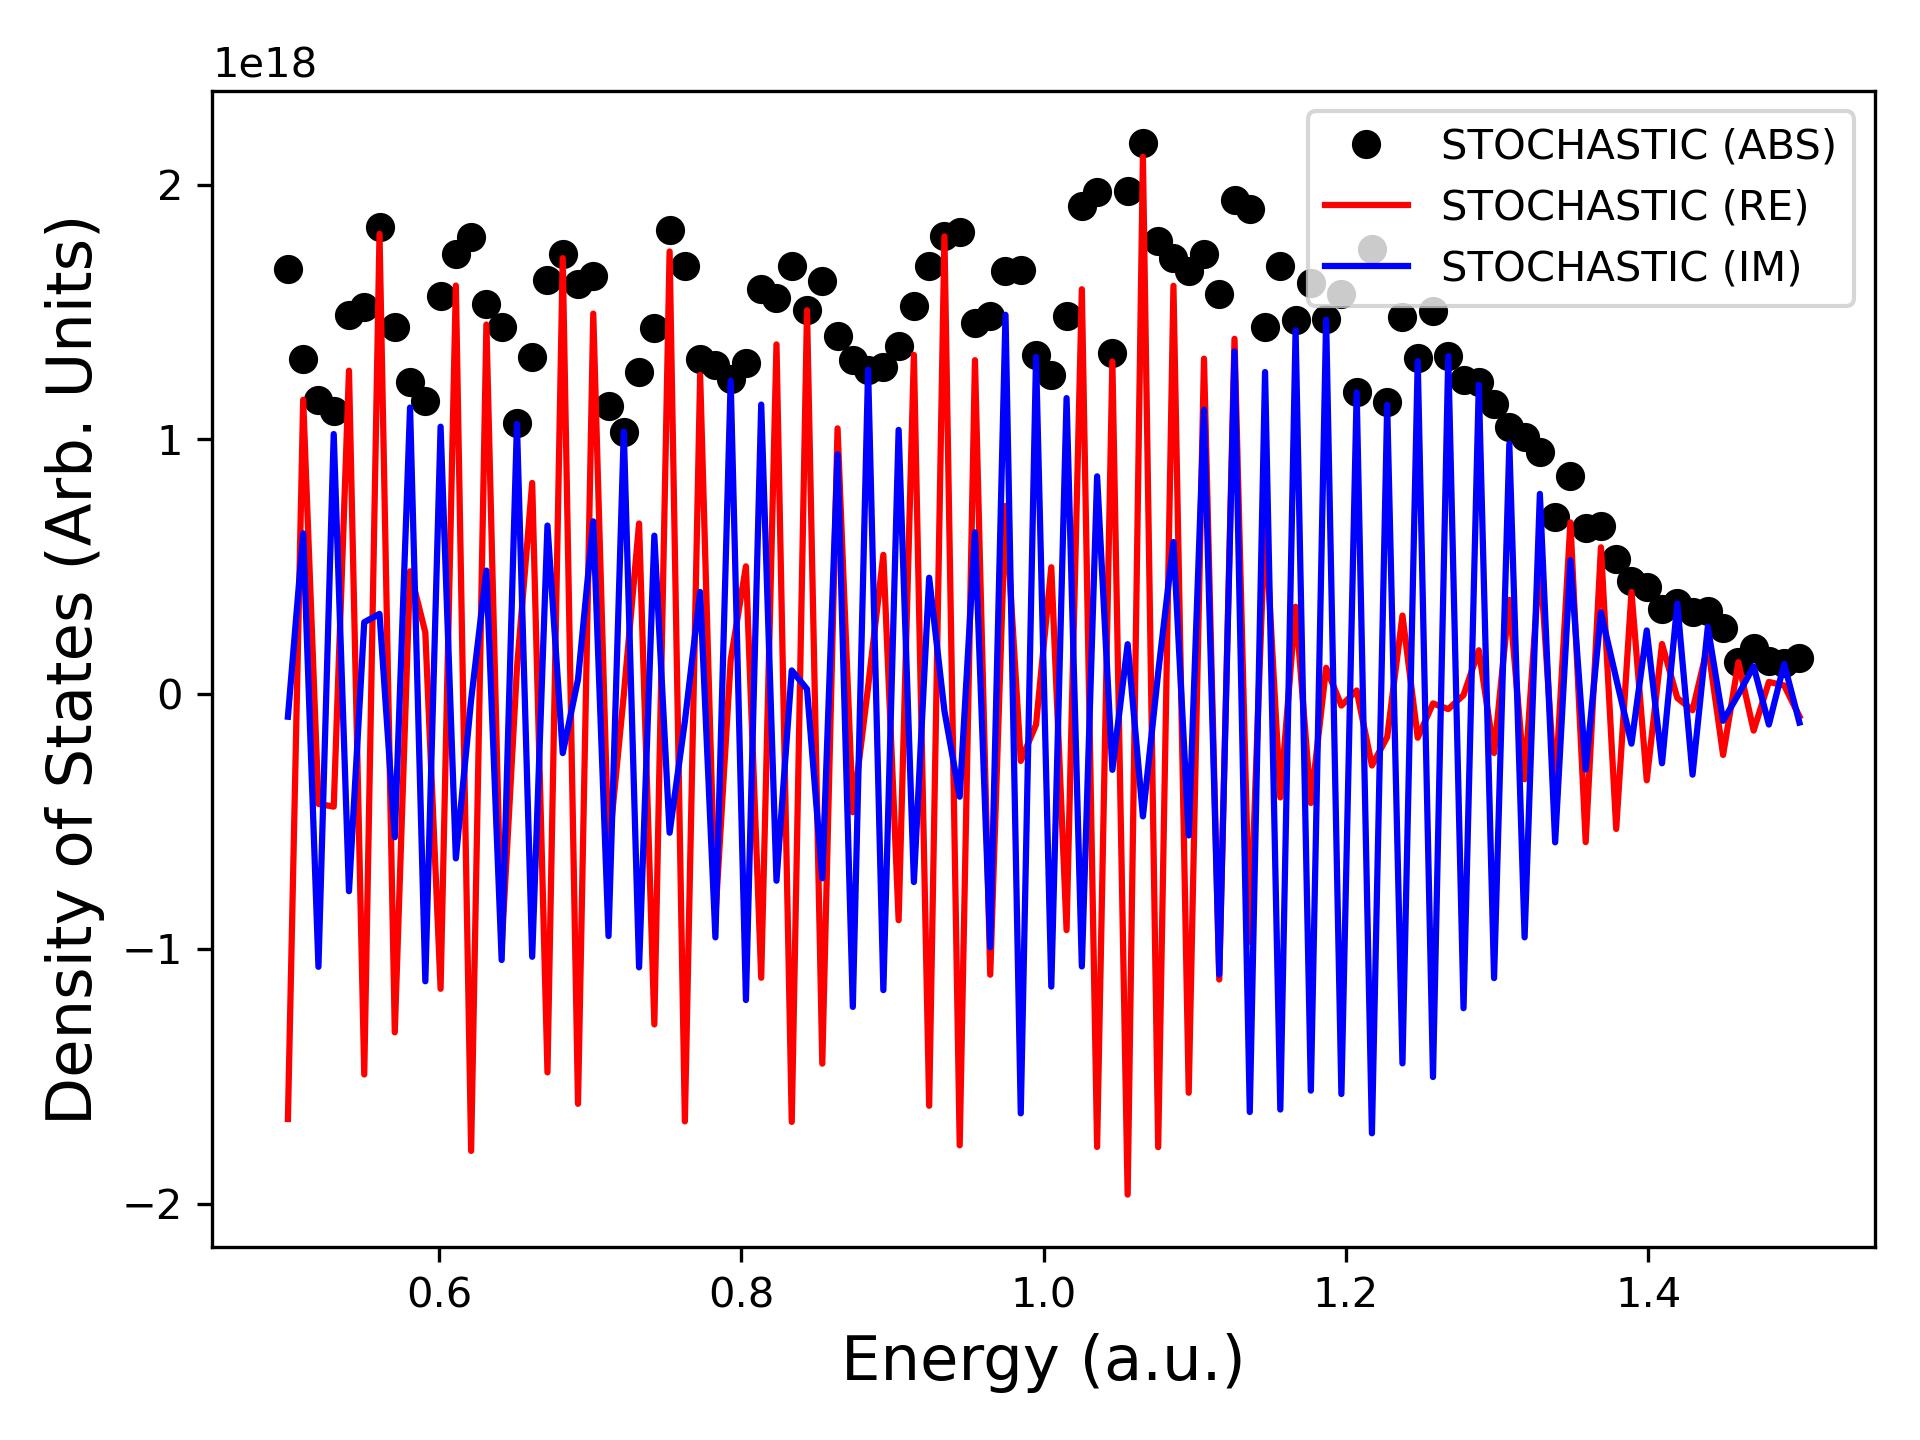 1e18
STOCHASTIC (ABS)
STOCHASTIC (RE)
STOCHASTIC (IM)
2
1
0
−1
−2
Density of States (Arb. Units)
0.6 0.8 1.0 1.2 1.4
Energy (a.u.)